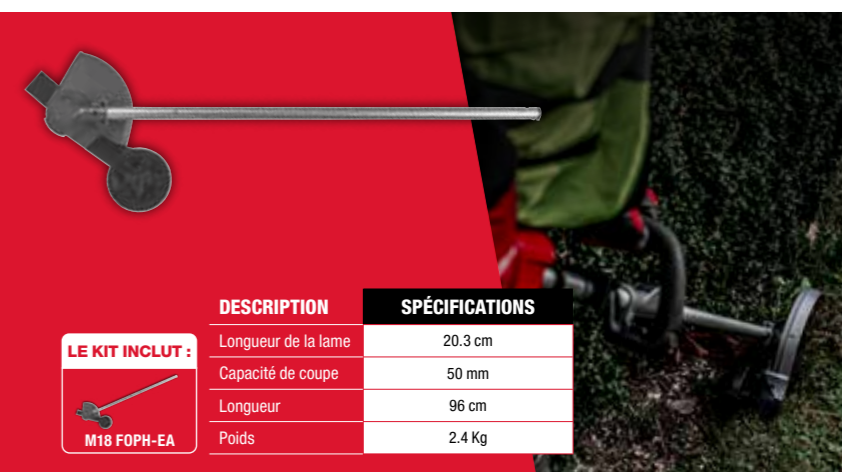 DESCRIPTION SPÉCIFICATIONS
Longueur de la lame 20.3 cm
Capacité de coupe 50 mm
Longueur 96 cm
Poids 2.4 Kg
LE KIT INCLUT :
M18 FOPH-EA